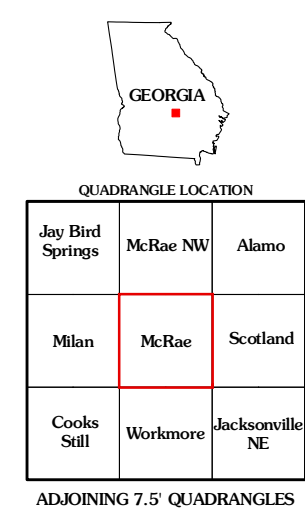 GEORGIA
QUADRANGLE LOCATION
Jay Bird
Springs
McRae NW
Alamo
Milan
McRae
Scotland
Cooks
Still
Workmore
Jacksonville
NE
ADJOINING 7.5' QUADRANGLES